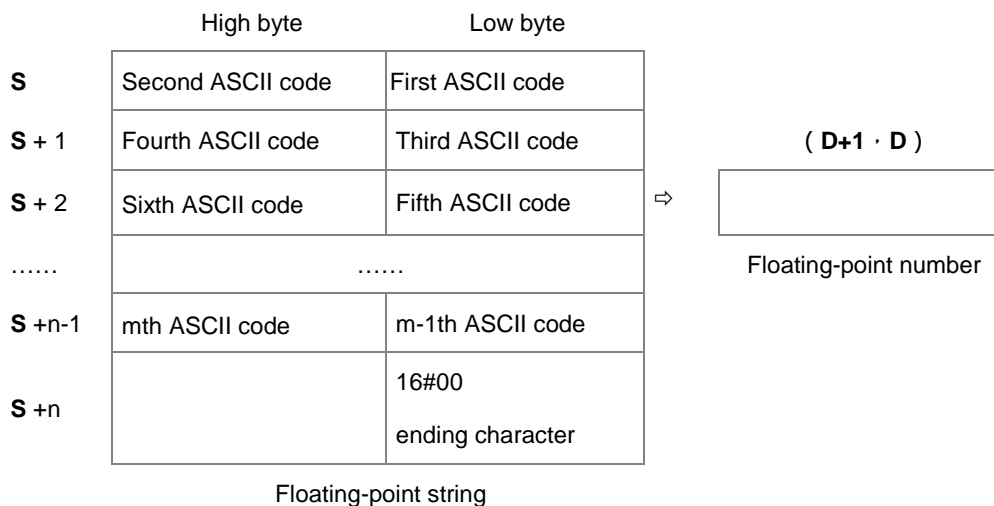 High byte Low byte
S Second ASCII code First ASCII code
S + 1 Fourth ASCII code Third ASCII code ( D+1 , D )
S + 2 Sixth ASCII code Fifth ASCII code ⇨
…… …… Floating-point number
S +n-1 mth ASCII code m-1th ASCII code
S +n 16#00
ending character
Floating-point string